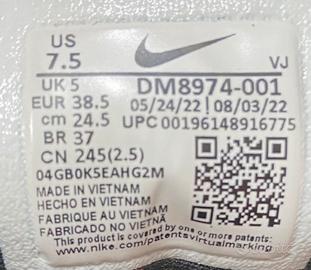 US
7.5
VJ
UK 5
DM8974-001
EUR 38.5
05/24/22 | 08/03/22
cm 24.5
UPC 00196148916775
BR 37
CN 245(2.5)
04GB0K5EAHG2M
MADE IN VIETNAM
HECHO EN VIETNAM
FABRIQUE AU VIETNAM
FABRICADO NO VIETNÃ
This product is covered by one or more patents:
www.nike.com/patentsvirtualmarking